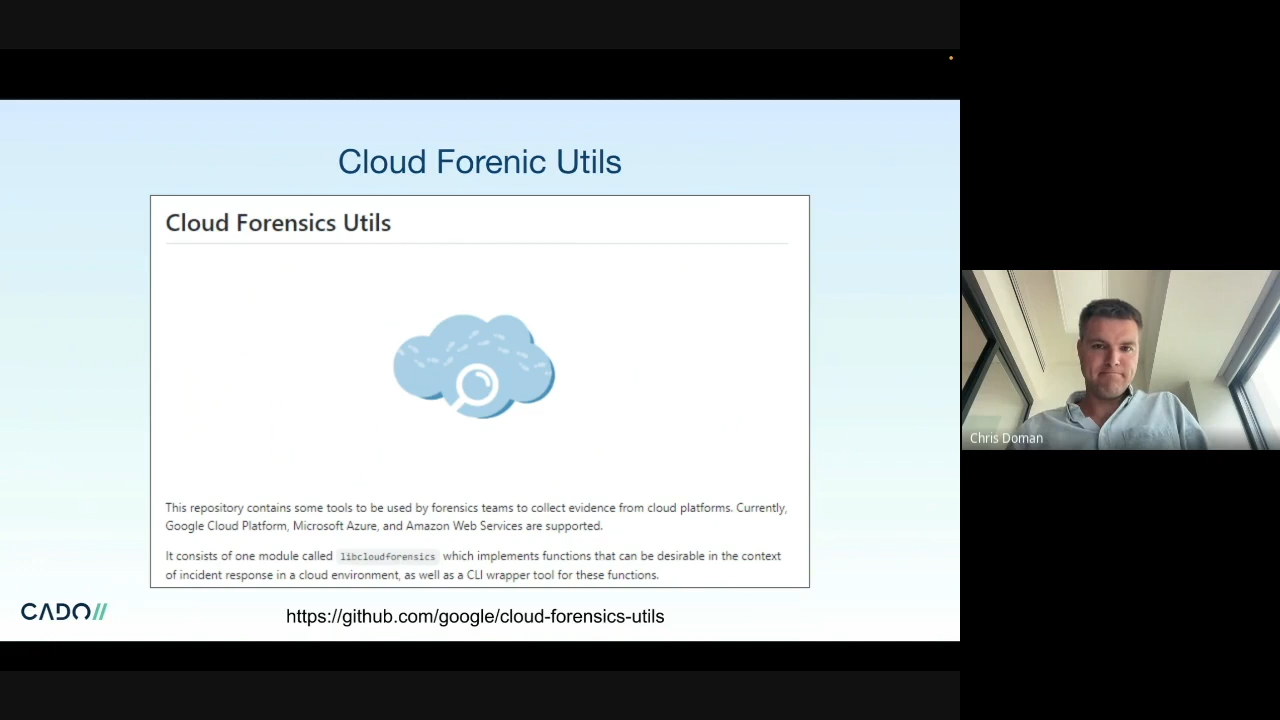 Cloud Forenic Utils
Cloud Forensics Utils
This repository contains some tools to be used by forensics teams to collect evidence from cloud platforms. Currently,
Google Cloud Platform, Microsoft Azure, and Amazon Web Services are supported.
It consists of one module called libcloudforensics which implements functions that can be desirable in the context
of incident response in a cloud environment, as well as a CLI wrapper tool for these functions.
CADO//
https://github.com/google/cloud-forensics-utils
Chris Doman